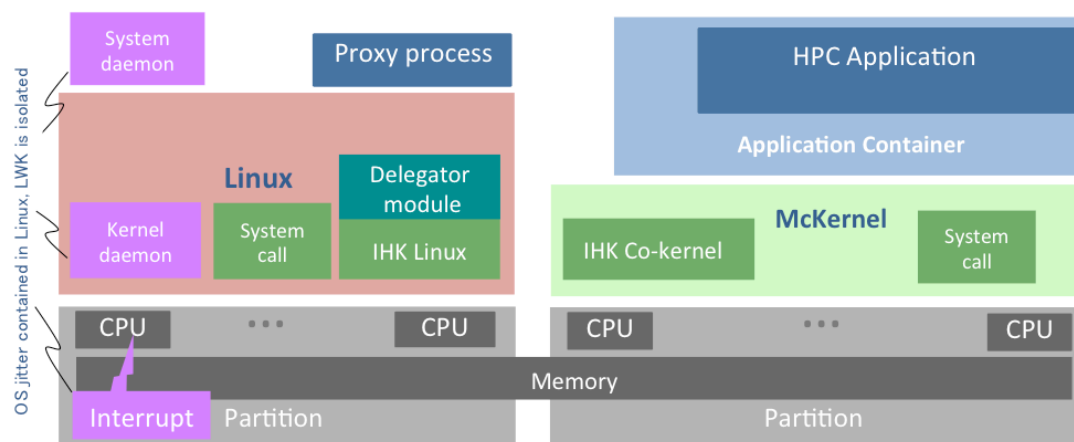 OS jitter contained in Linux, LWK is isolated
System
daemon
Proxy process
Linux
Delegator
module
Kernel
daemon
System
call
IHK Linux
CPU
...
CPU
Interrupt
Partition
HPC Application
Application Container
McKernel
IHK Co-kernel
System
call
CPU
...
CPU
Memory
Partition